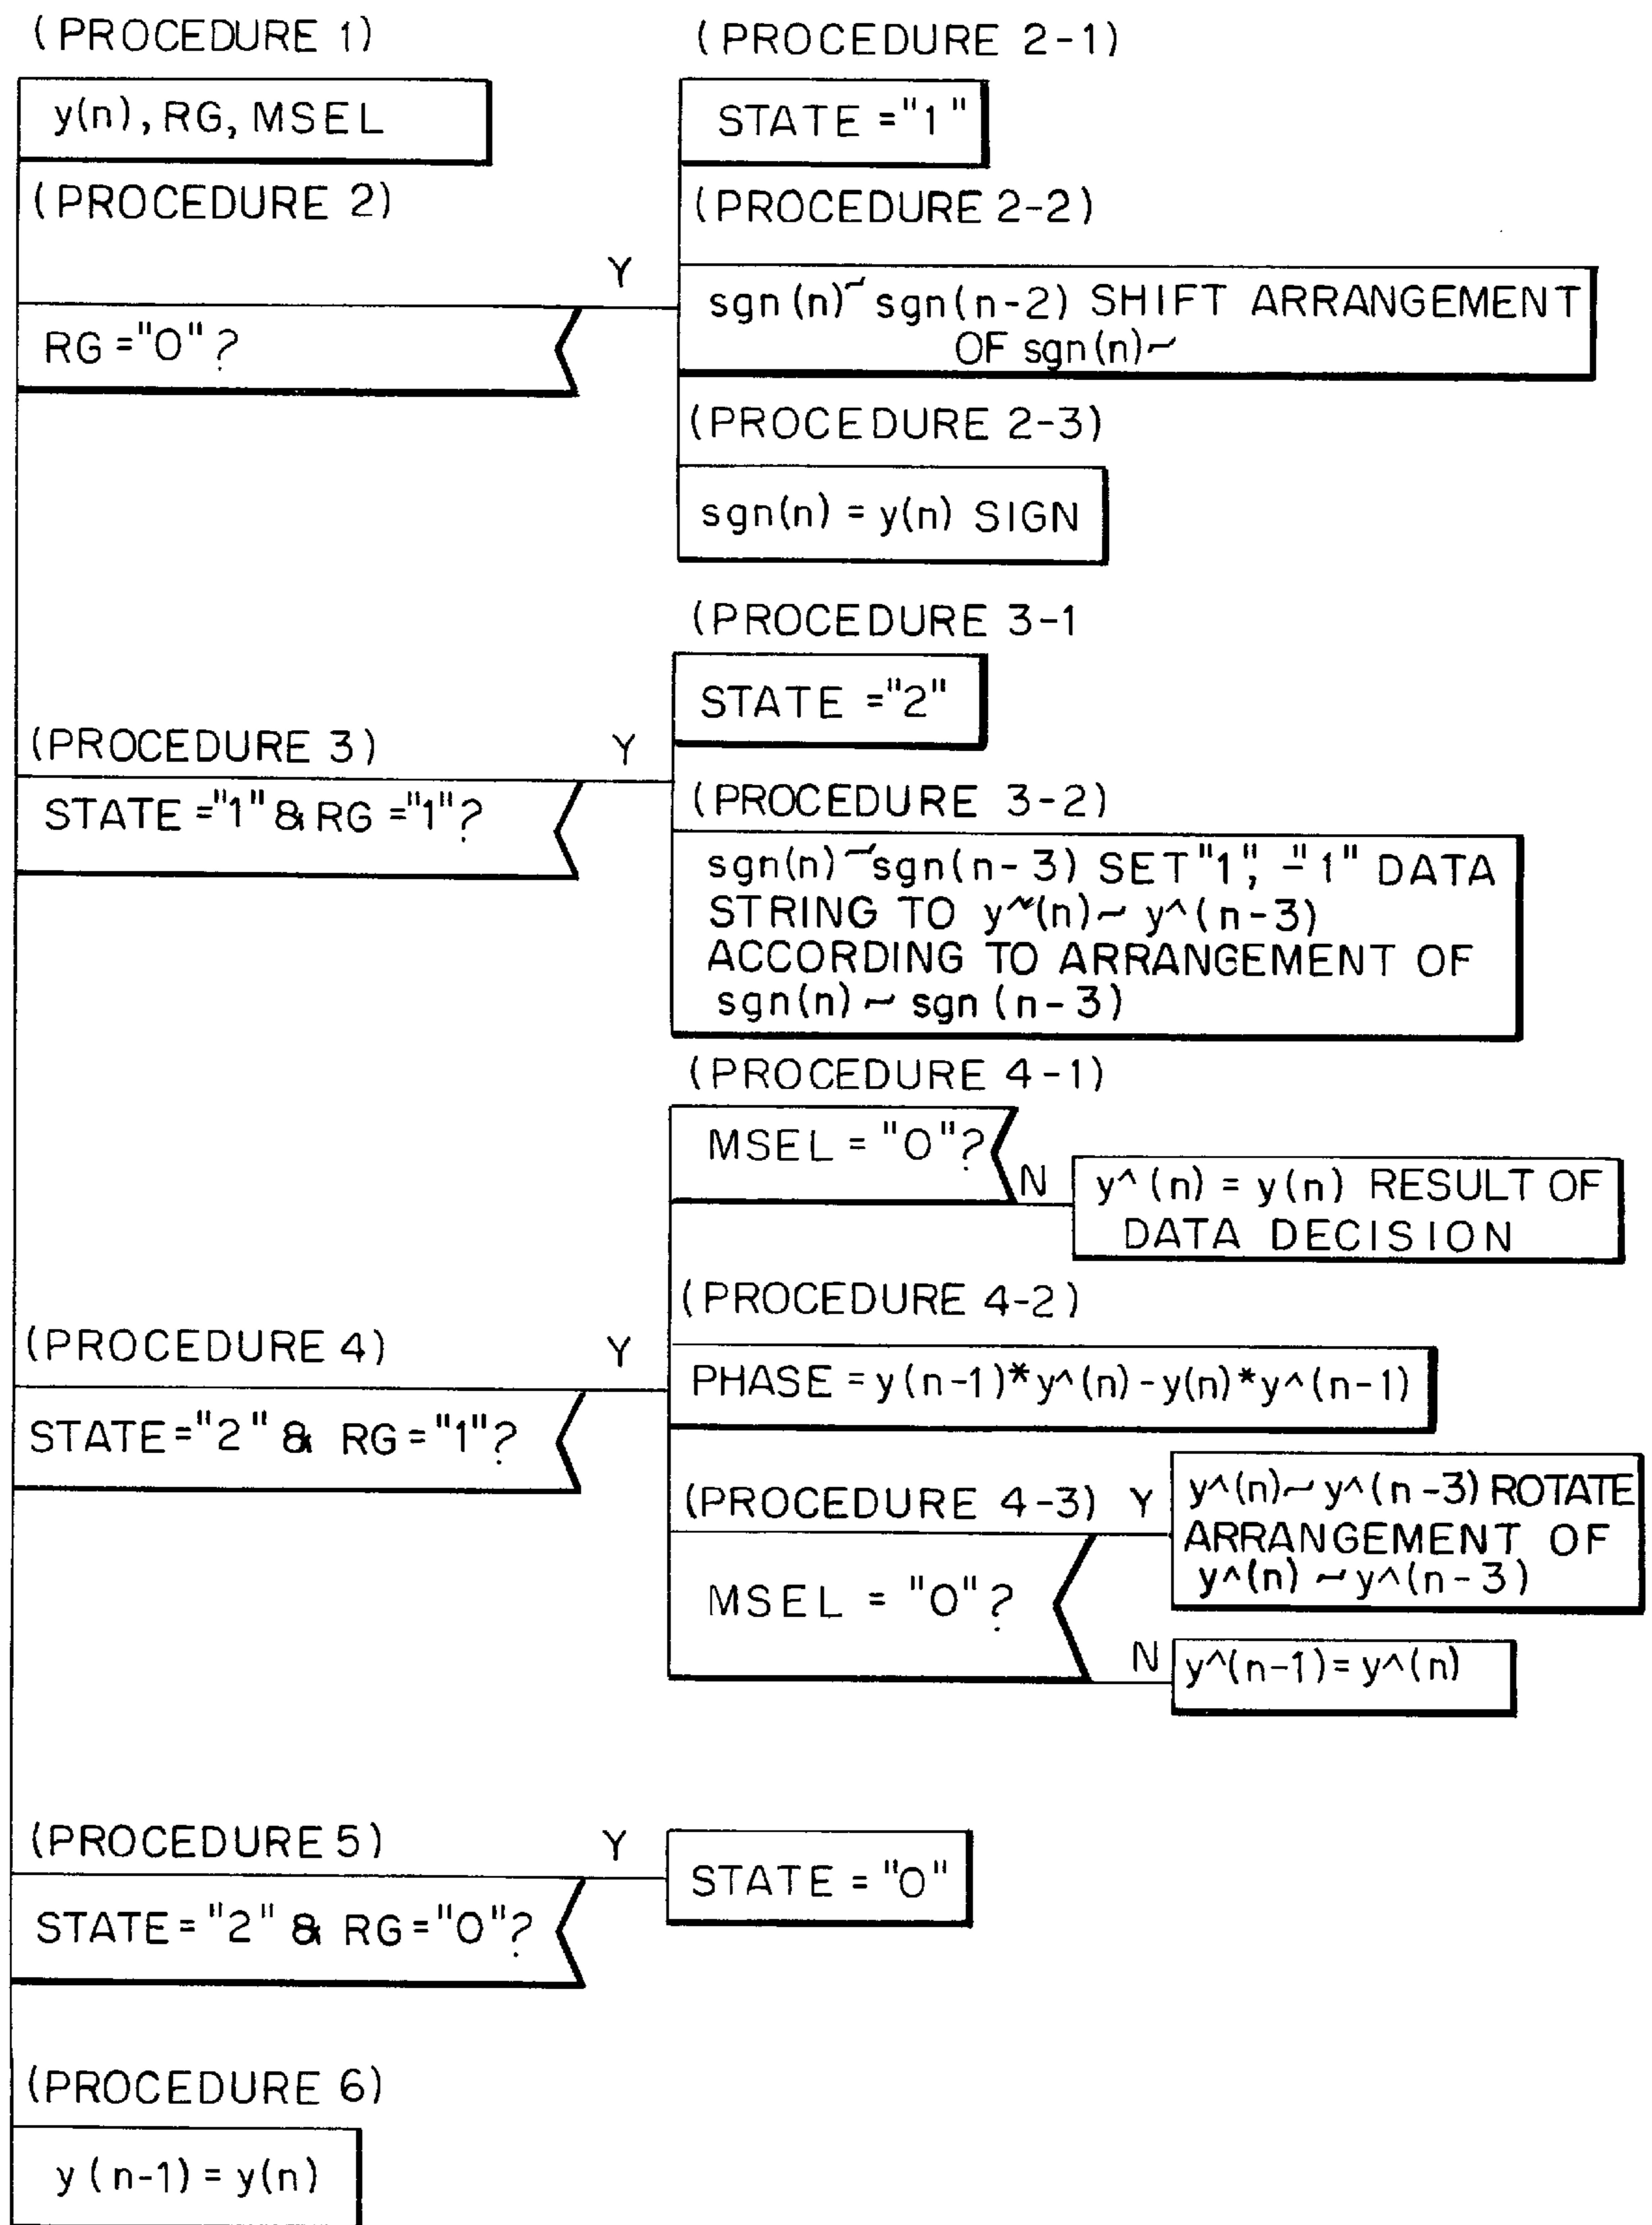 (PROCEDURE 1)
y(n), RG, MSEL
(PROCEDURE 2)
RG ="0"?
Y
(PROCEDURE 2-1)
STATE ="1"
(PROCEDURE 2-2)
sgn(n)~sgn(n-2) SHIFT ARRANGEMENT
OF sgn(n)~
(PROCEDURE 2-3)
sgn(n) = y(n) SIGN
(PROCEDURE 3)
STATE ="1" & RG ="1"?
Y
(PROCEDURE 3-1
STATE ="2"
(PROCEDURE 3-2)
sgn(n)~sgn(n-3) SET "1", "-1" DATA
STRING TO y^(n)~ y^(n-3)
ACCORDING TO ARRANGEMENT OF
sgn(n) ~ sgn (n-3)
(PROCEDURE 4)
STATE="2" & RG="1"?
Y
(PROCEDURE 4-1)
MSEL = "0"?
N
y^(n) = y(n) RESULT OF
DATA DECISION
(PROCEDURE 4-2)
PHASE = y(n-1)*y^(n)-y(n)*y^(n-1)
(PROCEDURE 4-3)
MSEL = "0"?
Y
y^(n)~ y^(n-3) ROTATE
ARRANGEMENT OF
y^(n) ~ y^(n-3)
N
y^(n-1)= y^(n)
(PROCEDURE 5)
STATE="2" & RG="0"?
Y
STATE = "0"
(PROCEDURE 6)
y (n-1) = y(n)